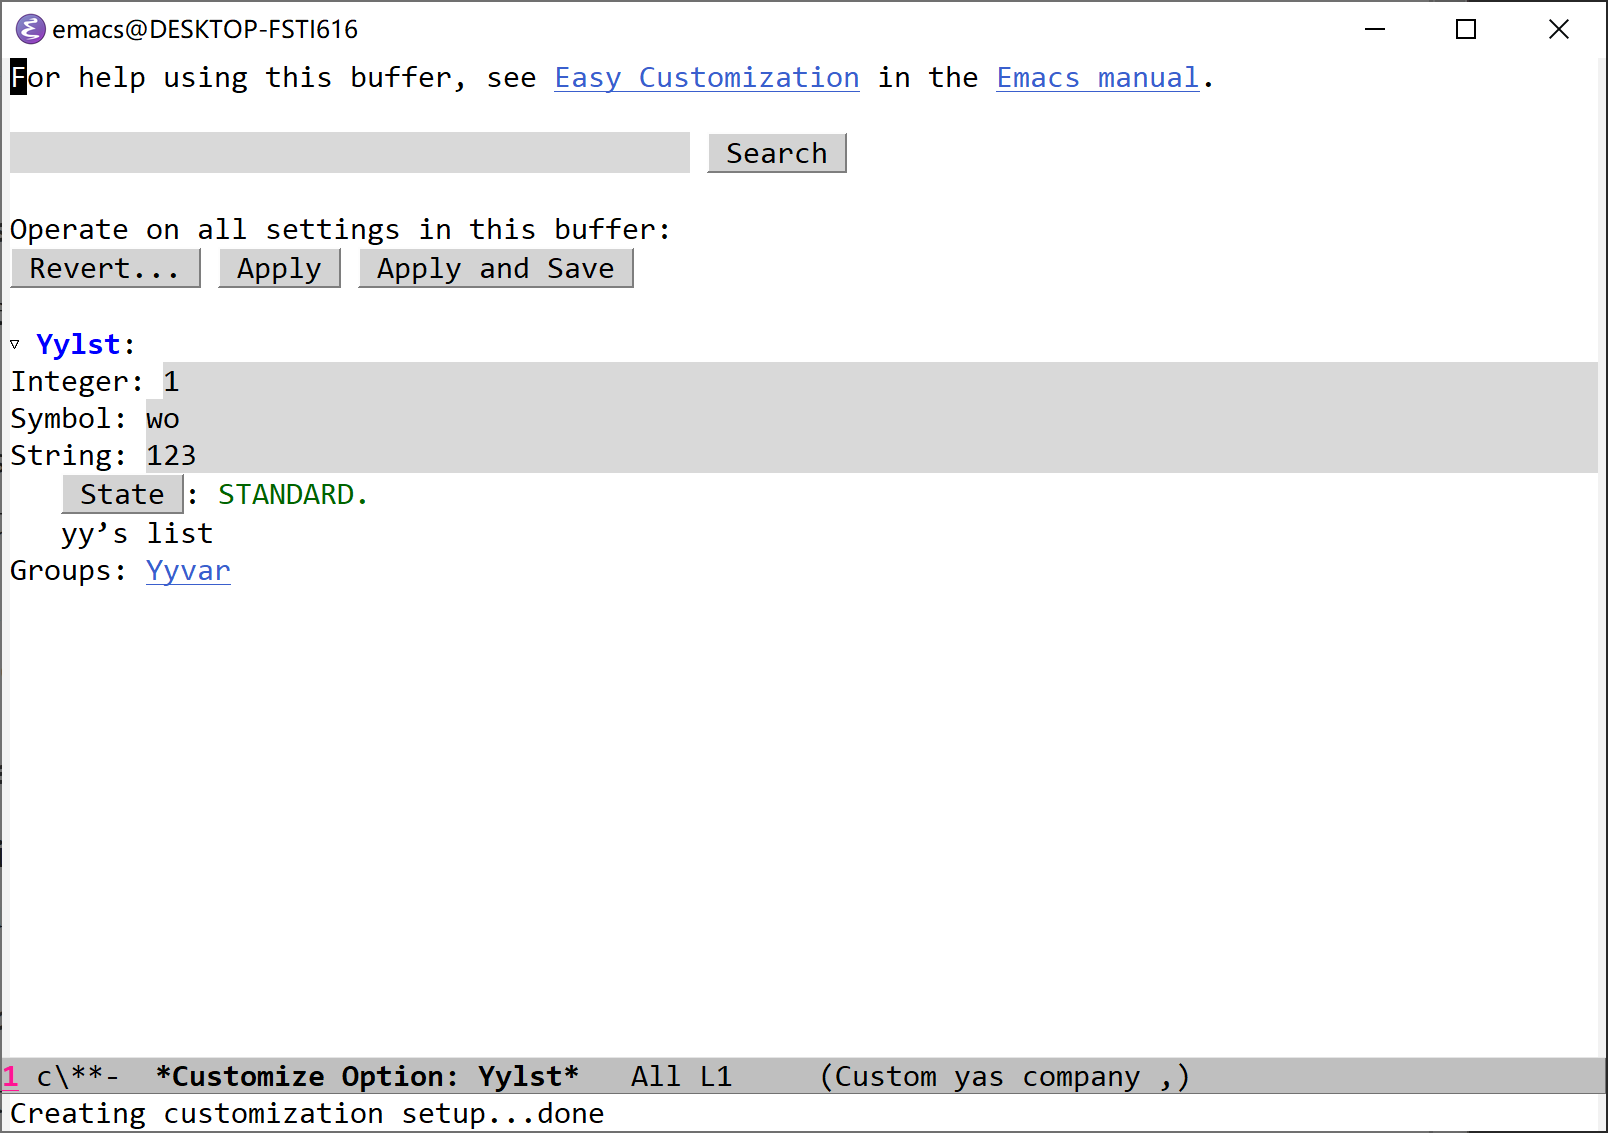 emacs@DESKTOP-FSTI616
For help using this buffer, see Easy Customization in the Emacs manual.
Search
Operate on all settings in this buffer:
Revert... Apply Apply and Save
▿ Yylst:
Integer: 1
Symbol: wo
String: 123
State : STANDARD.
yy’s list
Groups: Yyvar
1 c\**- *Customize Option: Yylst* All L1 (Custom yas company ,)
Creating customization setup...done